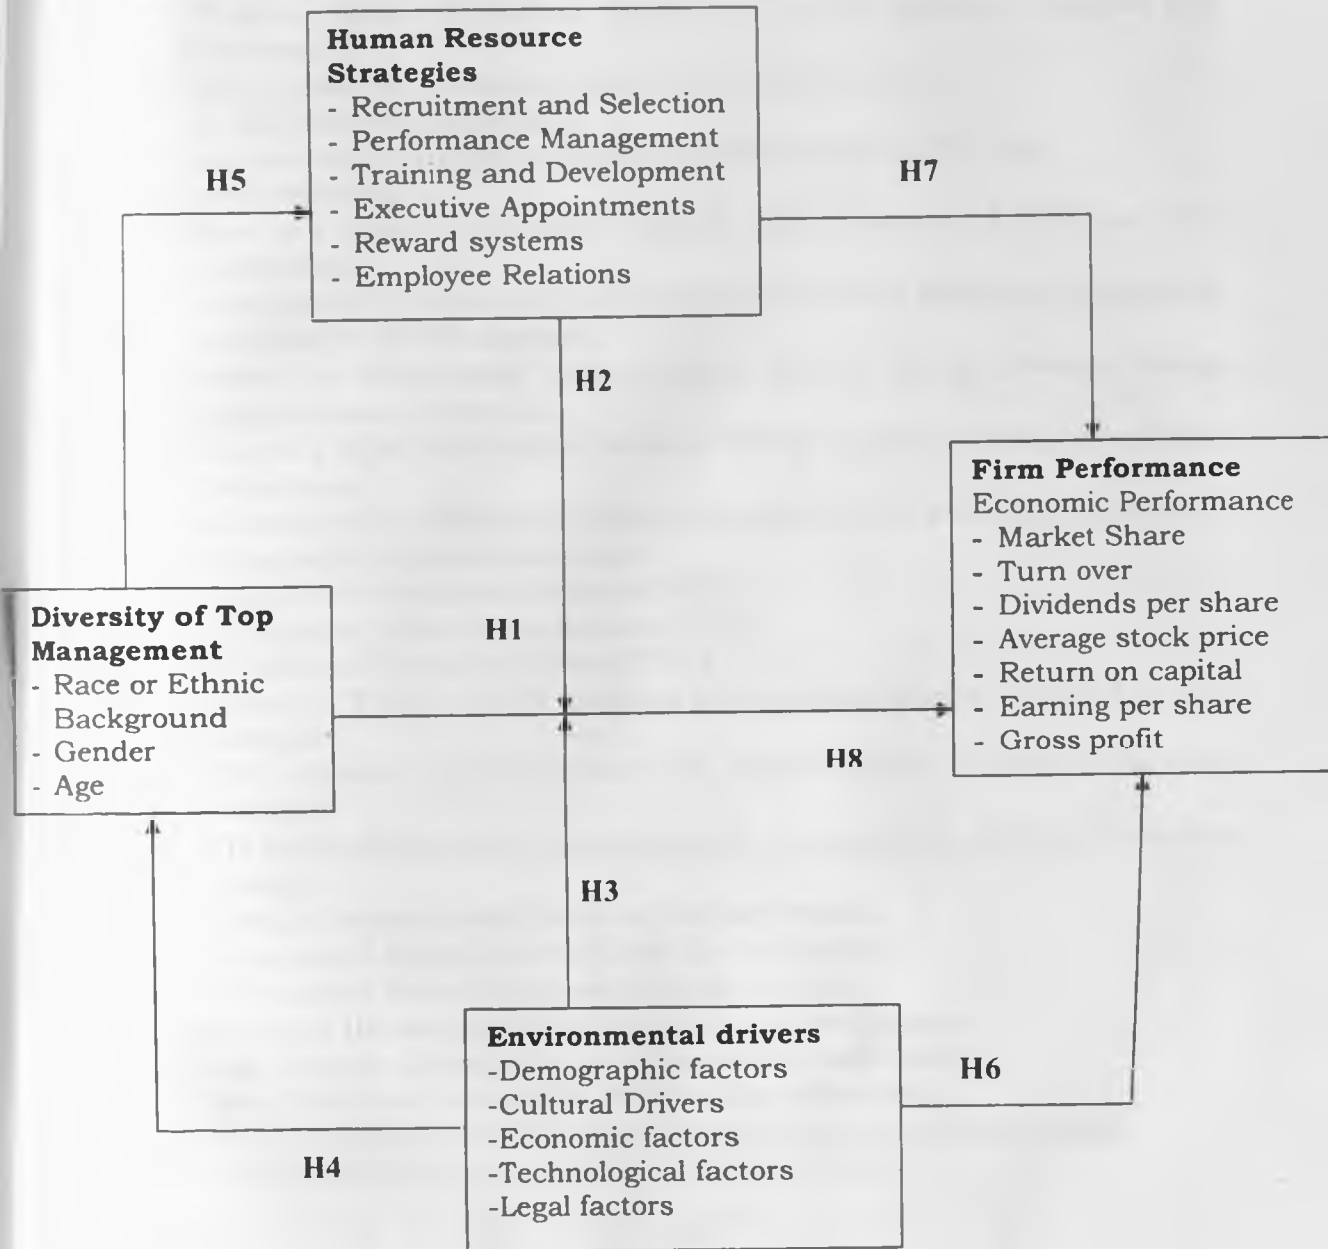 Human Resource
Strategies
- Recruitment and Selection
- Performance Management
- Training and Development
- Executive Appointments
- Reward systems
- Employee Relations
H5
H7
H2
Firm Performance
Economic Performance
- Market Share
- Turn over
- Dividends per share
- Average stock price
- Return on capital
- Earning per share
- Gross profit
Diversity of Top
Management
- Race or Ethnic
Background
- Gender
- Age
H1
H8
H3
Environmental drivers
-Demographic factors
-Cultural Drivers
-Economic factors
-Technological factors
-Legal factors
H6
H4